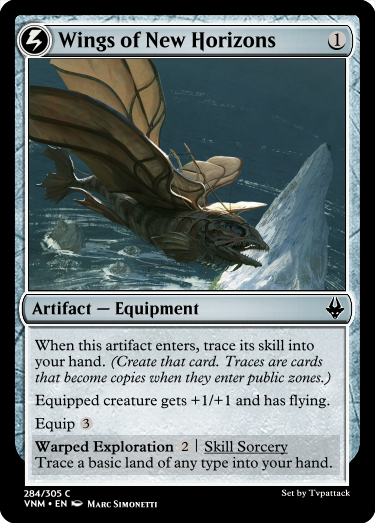 Wings of New Horizons 1
Artifact — Equipment
When this artifact enters, trace its skill into
your hand. (Create that card. Traces are cards
that become copies when they enter public zones.)
Equipped creature gets +1/+1 and has flying.
Equip 3
Warped Exploration 2 | Skill Sorcery
Trace a basic land of any type into your hand.
284/305 C
VNM • EN Marc Simonetti
Set by Tvpattack